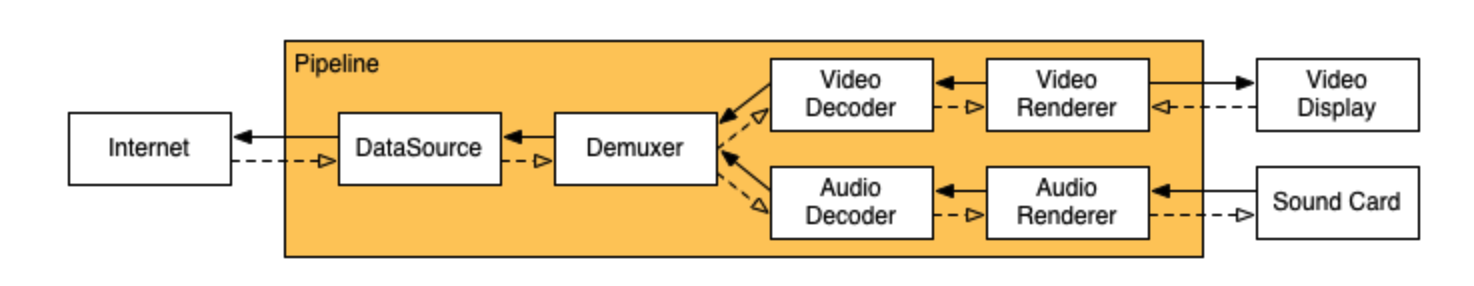 Pipeline
Internet
DataSource
Demuxer
Video
Decoder
Video
Renderer
Video
Display
Audio
Decoder
Audio
Renderer
Sound Card